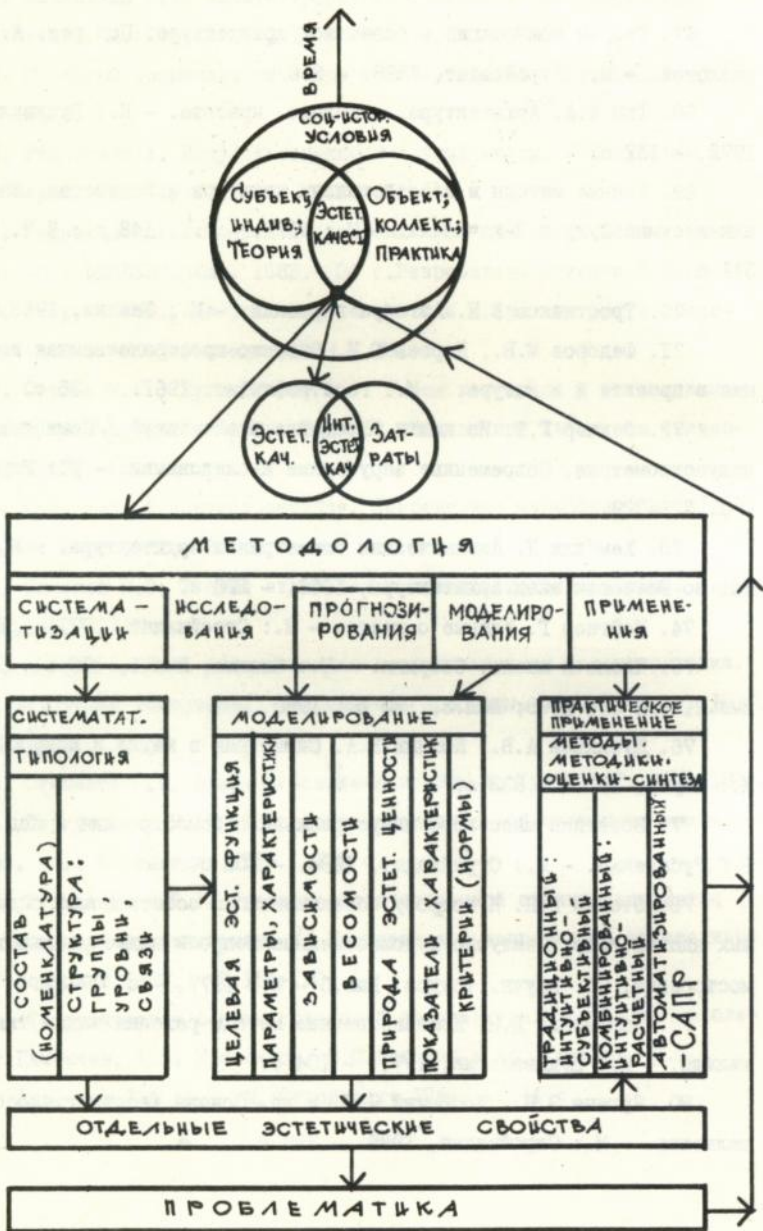 ВРЕМЯ
СОЦ-ИСТОР.
УСЛОВИЯ
СУБЪЕКТ;
ИНДИВ;
ТЕОРИЯ
ЭСТЕТ.
КАЧЕСТ.
ОБЪЕКТ;
КОЛЛЕКТ.;
ПРАКТИКА
ЭСТЕТ.
КАЧ.
ИНТ.
ЭСТЕТ.
КАЧ.
ЗАТ-
РАТЫ
МЕТОДОЛОГИЯ
СИСТЕМА-
ТИЗАЦИИ
ИССЛЕДО-
ВАНИЯ
ПРОГНОЗИ-
РОВАНИЯ
МОДЕЛИРО-
ВАНИЯ
ПРИМЕНЕ-
НИЯ
СИСТЕМАТАТ.
ТИПОЛОГИЯ
СОСТАВ
(НОМЕНКЛАТУРА)
СТРУКТУРА:
ГРУППЫ
УРОВНИ
СВЯЗИ
МОДЕЛИРОВАНИЕ
ЦЕЛЕВАЯ ЭСТ. ФУНКЦИЯ
ПАРАМЕТРЫ, ХАРАКТЕРИСТИКИ
ЗАВИСИМОСТИ
ВЕСОМОСТЬ
ПРИРОДА ЭСТЕТ. ЦЕННОСТИ
ПОКАЗАТЕЛИ ХАРАКТЕРИСТИК
КРИТЕРИИ (НОРМЫ)
ПРАКТИЧЕСКОЕ
ПРИМЕНЕНИЕ
МЕТОДЫ,
МЕТОДИКИ.
ОЦЕНКИ-СИНТЕЗА
ТРАДИЦИОННЫЙ:
ИНТУИТИВНО-
СУБЪЕКТИВНЫЙ
КОМБИНИРОВАННЫЙ:
ИНТУИТИВНО-
РАСЧЕТНЫЙ
АВТОМАТИЗИРОВАННЫЙ
САПР
ОТДЕЛЬНЫЕ ЭСТЕТИЧЕСКИЕ СВОЙСТВА
ПРОБЛЕМАТИКА